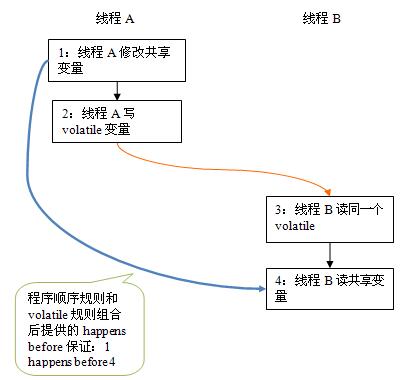 线程 A
线程 B
1：线程 A 修改共享
变量
2：线程 A 写
volatile 变量
3：线程 B 读同一个
volatile
4：线程 B 读共享变
量
程序顺序规则和
volatile 规则组合
后提供的 happens
before 保证：1
happens before 4